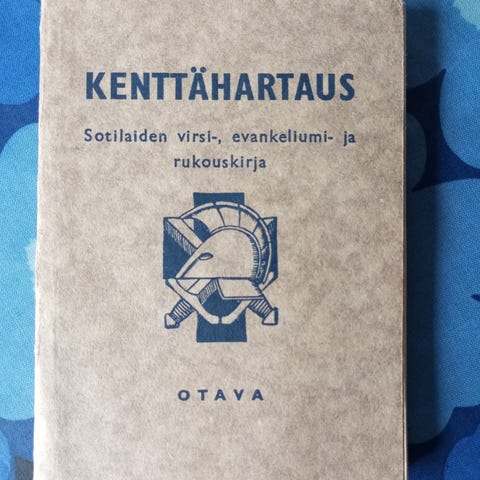 KENTTÄHARTAUS
Sotilaiden virsi-, evankeliumi- ja
rukouskirja
OTAVA